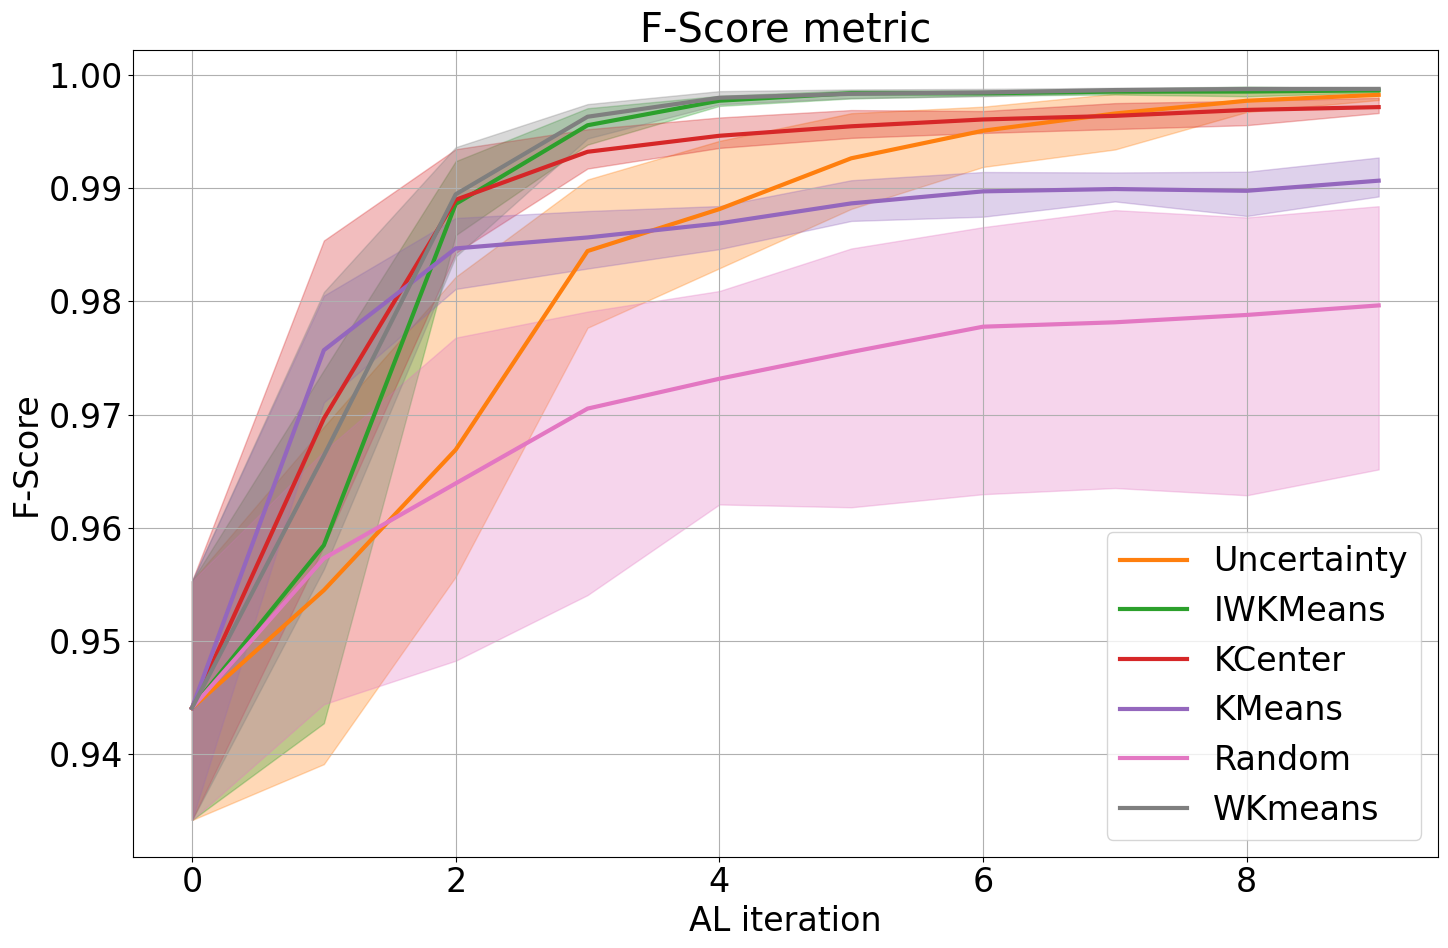 F-Score metric
1.00
0.99
0.98
0.97
0.96
0.95
0.94
F-Score
Uncertainty
IWKMeans
KCenter
KMeans
Random
WKmeans
0 2 4 6 8
AL iteration